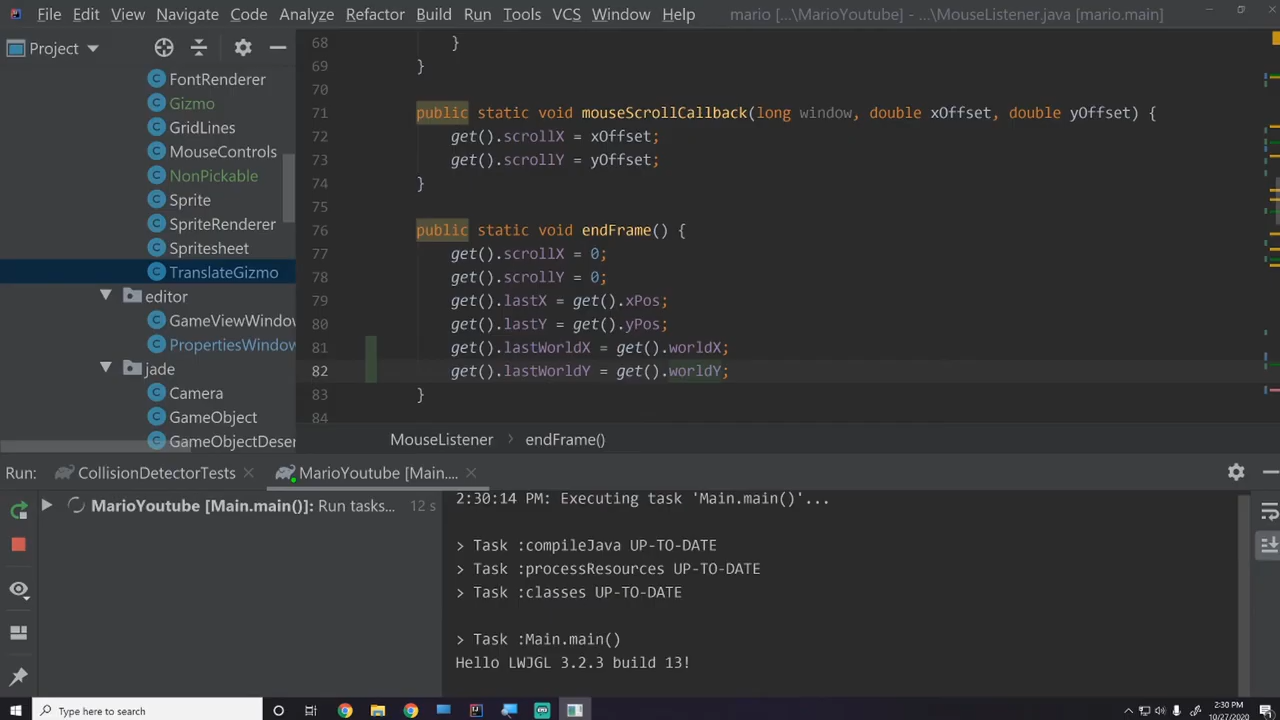 File Edit View Navigate Code Analyze Refactor Build Run Tools VCS Window Help mario [...\MarioYoutube] - ...\MouseListener.java [mario.main]
Project
FontRenderer
Gizmo
GridLines
MouseControls
NonPickable
Sprite
SpriteRenderer
Spritesheet
TranslateGizmo
editor
GameViewWindo
PropertiesWindow
jade
Camera
GameObject
GameObjectDeser
68 }
69 }
70
71 public static void mouseScrollCallback(long window, double xOffset, double yOffset) {
72 get().scrollX = xOffset;
73 get().scrollY = yOffset;
74 }
75
76 public static void endFrame() {
77 get().scrollX = 0;
78 get().scrollY = 0;
79 get().lastX = get().xPos;
80 get().lastY = get().yPos;
81 get().lastWorldX = get().worldX;
82 get().lastWorldY = get().worldY;
83 }
84
MouseListener › endFrame()
Run: CollisionDetectorTests MarioYoutube [Main....
MarioYoutube [Main.main()]: Run tasks... 12 s
2:30:14 PM: Executing task 'Main.main()'...
> Task :compileJava UP-TO-DATE
> Task :processResources UP-TO-DATE
> Task :classes UP-TO-DATE
> Task :Main.main()
Hello LWJGL 3.2.3 build 13!
Type here to search
2:30 PM
10/27/2020